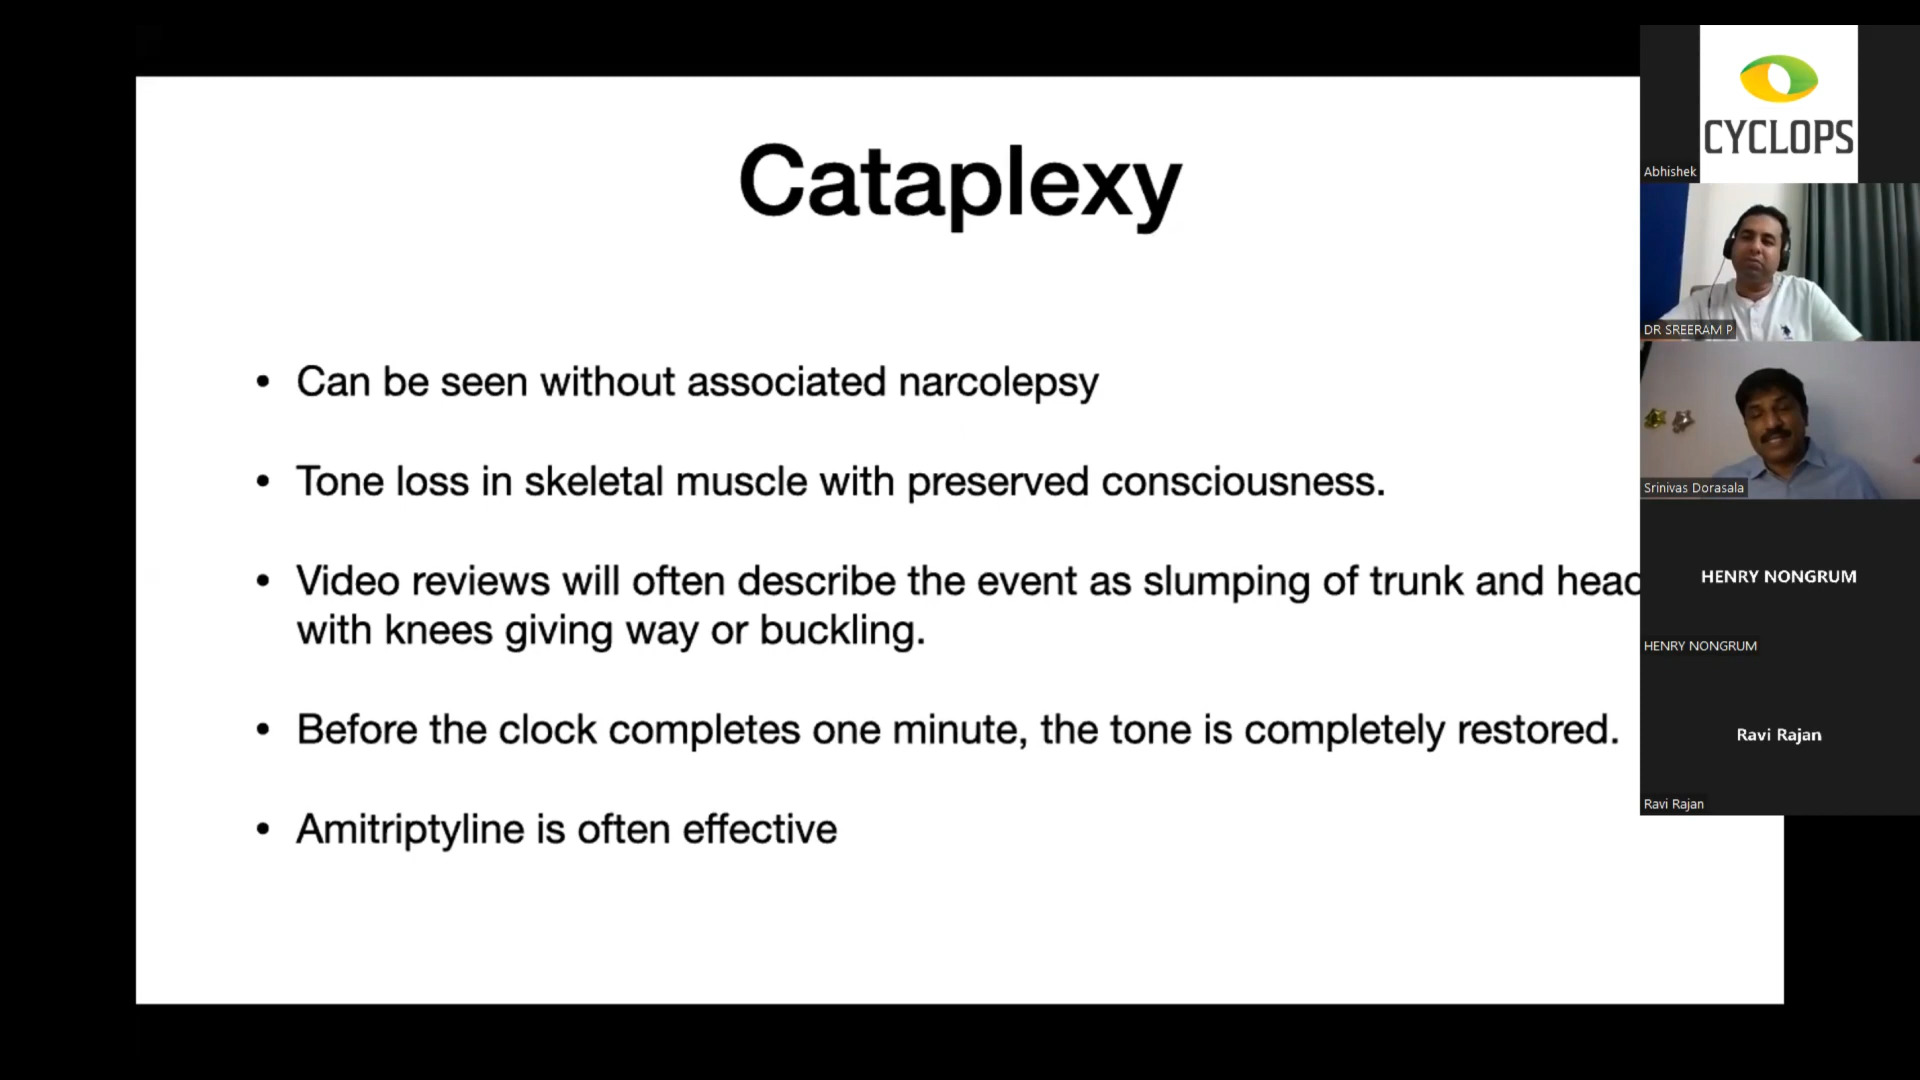 Cataplexy
• Can be seen without associated narcolepsy
• Tone loss in skeletal muscle with preserved consciousness.
• Video reviews will often describe the event as slumping of trunk and head
with knees giving way or buckling.
• Before the clock completes one minute, the tone is completely restored.
• Amitriptyline is often effective
CYCLOPS
Abhishek
DR SREERAM P
Srinivas Dorasala
HENRY NONGRUM
HENRY NONGRUM
Ravi Rajan
Ravi Rajan